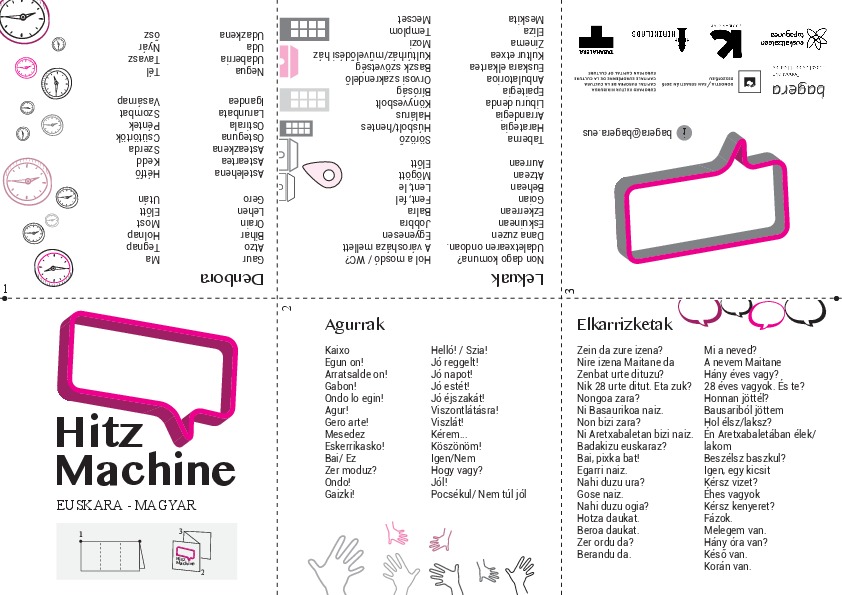 Hitz
Machine
EUSKARA - MAGYAR
1
3
2
Hitz
Machine
1
Denbora
Gaur Ma
Atzo Tegnap
Bihar Holnap
Orain Most
Lehen Előtt
Gero Után
Astelehena Hétfő
Asteartea Kedd
Asteazkena Szerda
Osteguna Csütörtök
Ostirala Péntek
Larunbata Szombat
Igandea Vasárnap
Negua Tél
Udaberria Tavasz
Uda Nyár
Udazkena ősz
Lekuak
Non dago komuna? Hol a mosdó / WC?
Udaletxearen ondoan. A városháza mellett
Dana zuzen Egyenesen
Eskuinean Jobbra
Ezkerrean Balra
Goian Fent, fel
Behean Lent, le
Atzean Mögött
Aurrean Előtt
Taberna Söröző
Harategia Husbolt/hentes
Arrandegia Halárus
Liburu denda Könyvesbolt
Epaitegia Bíróság
Anbulatorioa Orvosi szakrendelő
Euskara elkartea Baszk szövetség
Kultur etxea Kultúrház/művelődési ház
Zinema Mozi
Eliza Templom
Meskita Mecset
3
bagera@bagera.eus
bagera
euskaltzaleen
topagunea
2
Agurrak
Kaixo Helló! / Szia!
Egun on! Jó reggelt!
Arratsalde on! Jó napot!
Gabon! Jó estét!
Ondo lo egin! Jó éjszakát!
Agur! Viszontlátásra!
Gero arte! Viszlát!
Mesedez Kérem...
Eskerrikasko! Köszönöm!
Bai/ Ez Igen/Nem
Zer moduz? Hogy vagy?
Ondo! Jól!
Gaizki! Pocsékul/ Nem túl jól
Elkarrizketak
Zein da zure izena? Mi a neved?
Nire izena Maitane da A nevem Maitane
Zenbat urte dituzu? Hány éves vagy?
Nik 28 urte ditut. Eta zuk? 28 éves vagyok. És te?
Nongoa zara? Honnan jöttél?
Ni Basaurikoa naiz. Bausariból jöttem
Non bizi zara? Hol élsz/laksz?
Ni Aretxabaletan bizi naiz. Én Aretxabaletában élek/
Badakizu euskaraz? lakom
Bai, pixka bat! Beszélsz baszkul?
Egarri naiz. Igen, egy kicsit
Nahi duzu ura? Kérsz vizet?
Gose naiz. Éhes vagyok
Nahi duzu ogia? Kérsz kenyeret?
Hotza daukat. Fázok.
Beroa daukat. Melegem van.
Zer ordu da? Hány óra van?
Berandu da. Késő van.
Korán van.